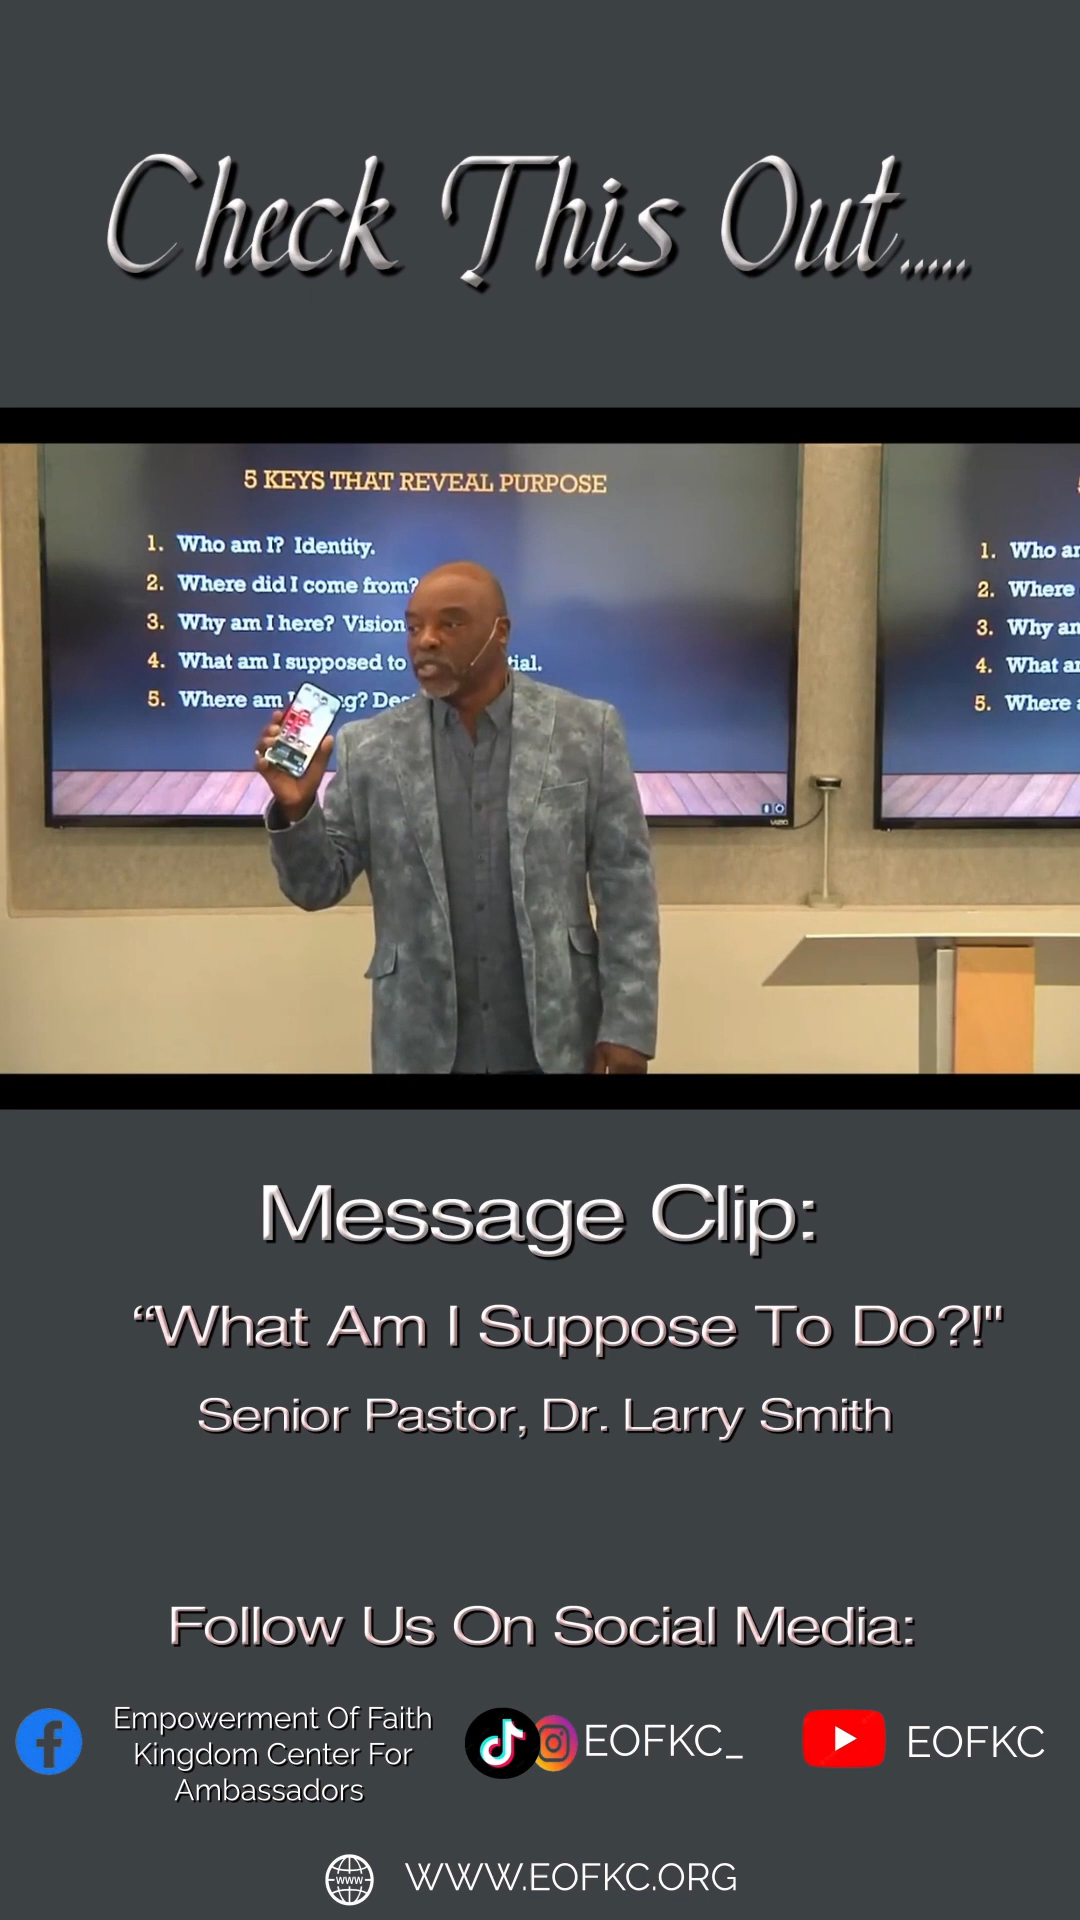 Check This Out.....
5 KEYS THAT REVEAL PURPOSE
1. Who am I? Identity.
2. Where did I come from?
3. Why am I here? Vision
4. What am I supposed to
5. Where am
1. Who
2. Where
3. Why
4. What
5. Where
VIZIO
Message Clip:
“What Am I Suppose To Do?!"
Senior Pastor, Dr. Larry Smith
Follow Us On Social Media:
Empowerment Of Faith
Kingdom Center For
Ambassadors
EOFKC_
EOFKC
www
WWW.EOFKC.ORG